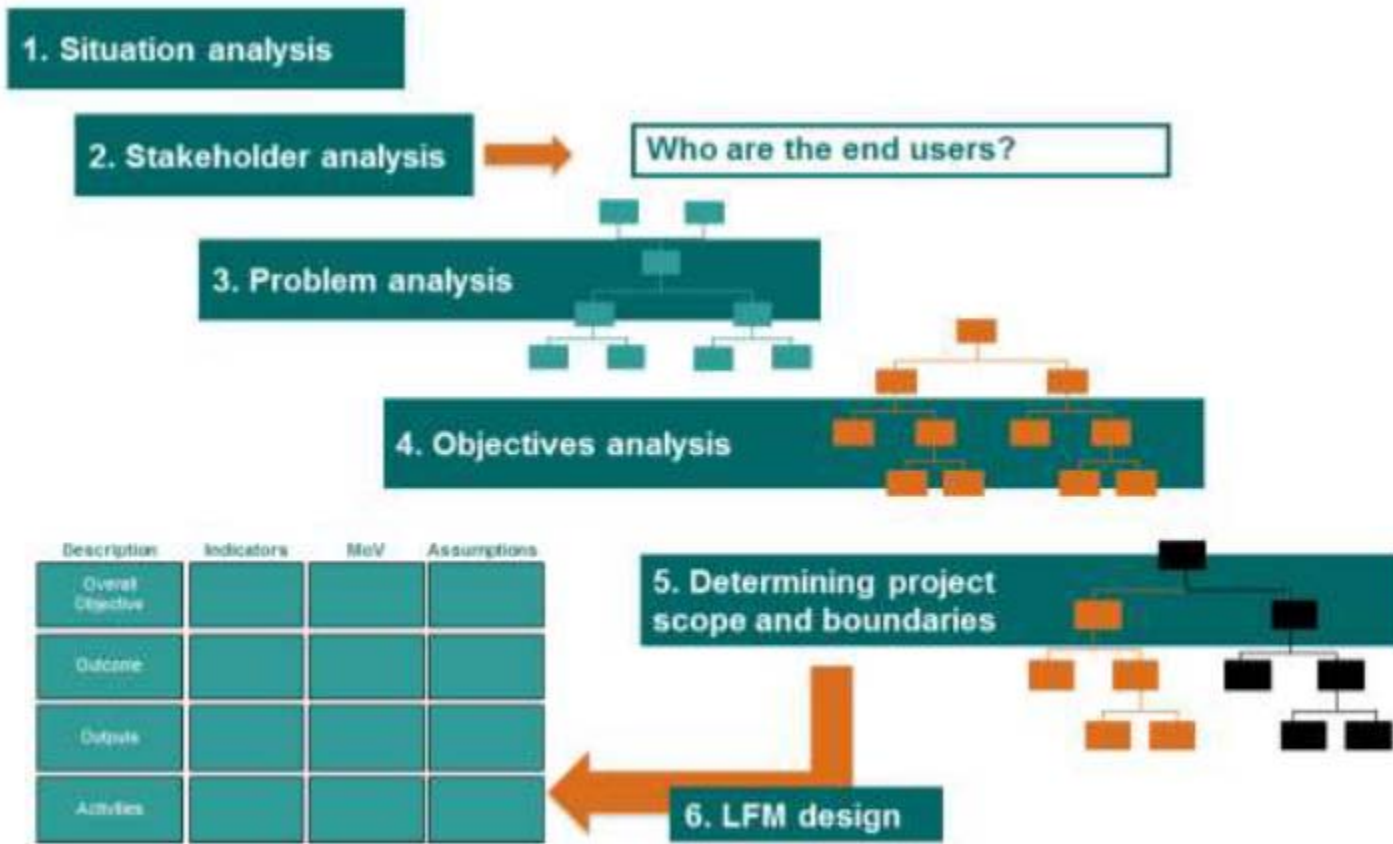 1. Situation analysis
2. Stakeholder analysis
Who are the end users?
3. Problem analysis
4. Objectives analysis
Description Indicators MoV Assumptions
Overall
Objective
Outcome
Outputs
Activities
5. Determining project
scope and boundaries
6. LFM design